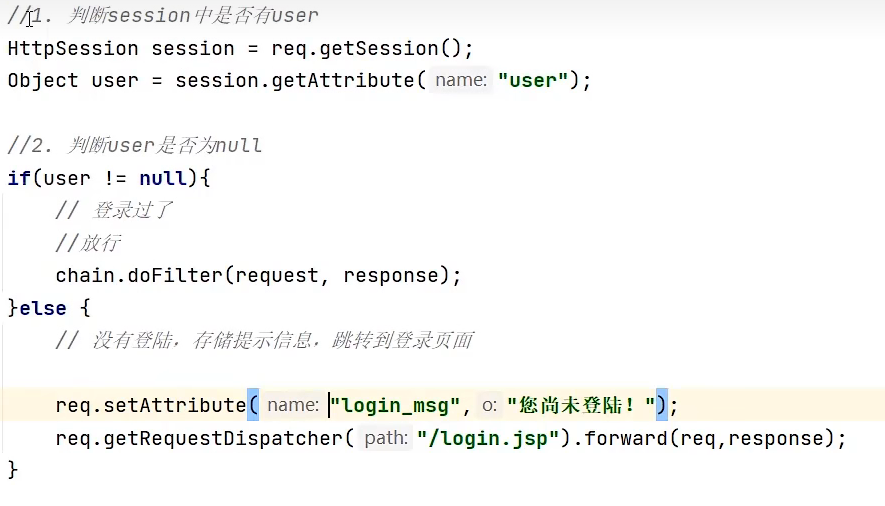 //1. 判断session中是否有user
HttpSession session = req.getSession();
Object user = session.getAttribute( name: "user");
//2. 判断user是否为null
if(user != null){
// 登录过了
//放行
chain.doFilter(request, response);
}else {
// 没有登陆，存储提示信息，跳转到登录页面
req.setAttribute( name: "login_msg", o: "您尚未登陆！");
req.getRequestDispatcher( path: "/login.jsp").forward(req,response);
}